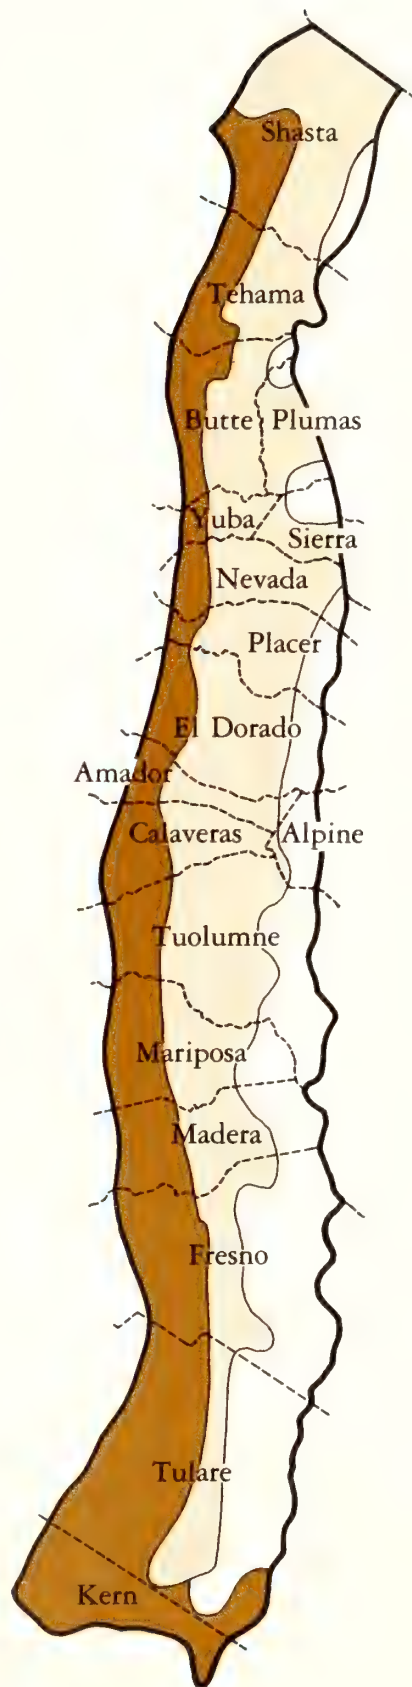 Shasta
Tehama
Butte
Plumas
Yuba
Sierra
Nevada
Placer
El Dorado
Amador
Calaveras
Alpine
Tuolumne
Mariposa
Madera
Fresno
Tulare
Kern